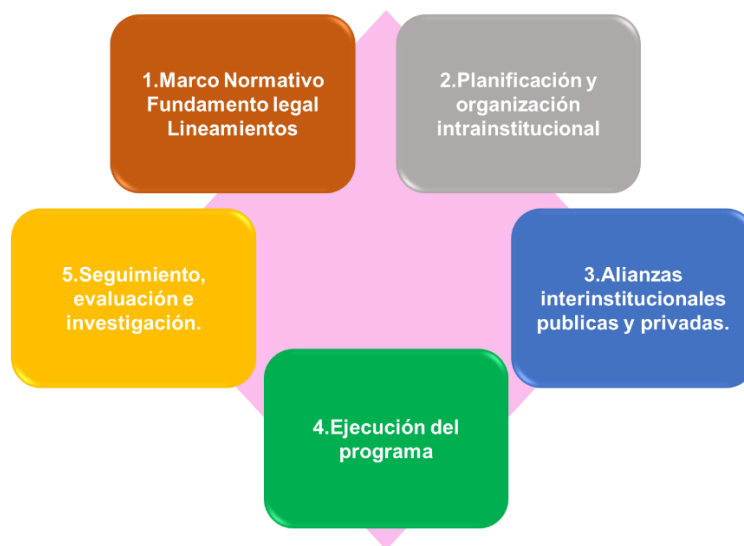 1.Marco Normativo
Fundamento legal
Lineamientos
2.Planificación y
organización
intrainstitucional
3.Alianzas
interinstitucionales
publicas y privadas.
4.Ejecución del
programa
5.Seguimiento,
evaluación e
investigación.